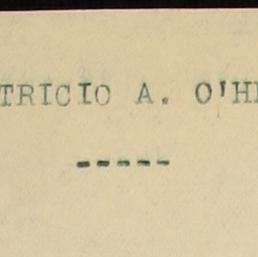 TRICIO A. O'H
-----